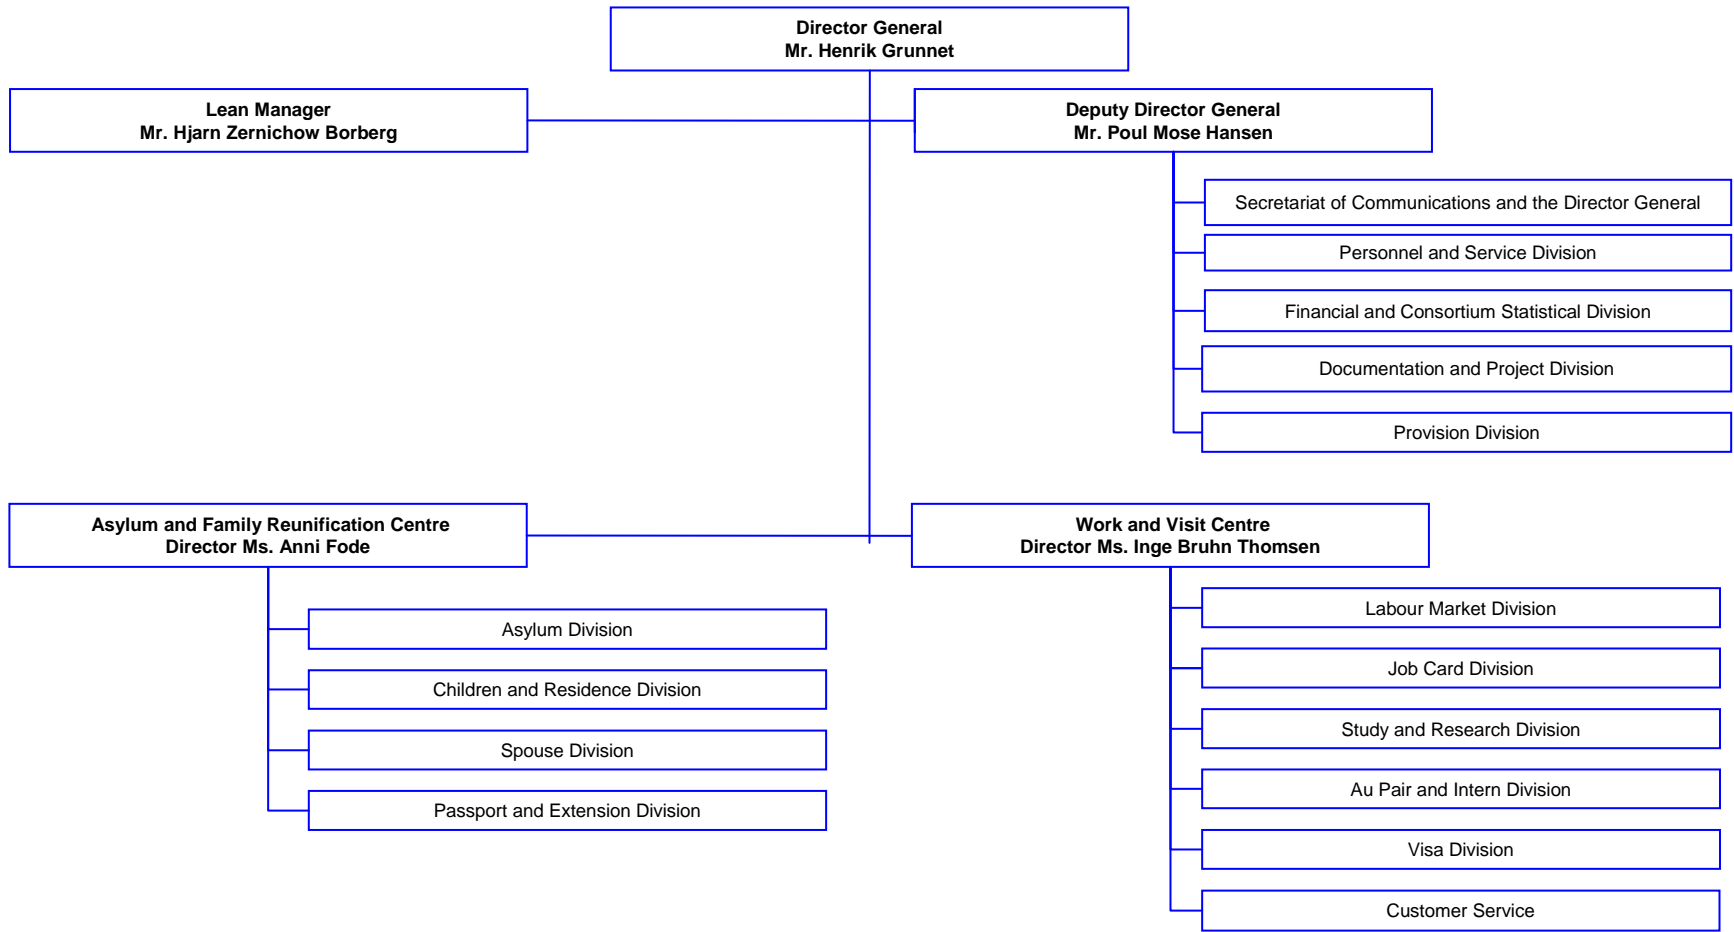 Director General
Mr. Henrik Grunnet
Lean Manager
Mr. Hjarn Zernichow Borberg
Deputy Director General
Mr. Poul Mose Hansen
Secretariat of Communications and the Director General
Personnel and Service Division
Financial and Consortium Statistical Division
Documentation and Project Division
Provision Division
Asylum and Family Reunification Centre
Director Ms. Anni Fode
Asylum Division
Children and Residence Division
Spouse Division
Passport and Extension Division
Work and Visit Centre
Director Ms. Inge Bruhn Thomsen
Labour Market Division
Job Card Division
Study and Research Division
Au Pair and Intern Division
Visa Division
Customer Service